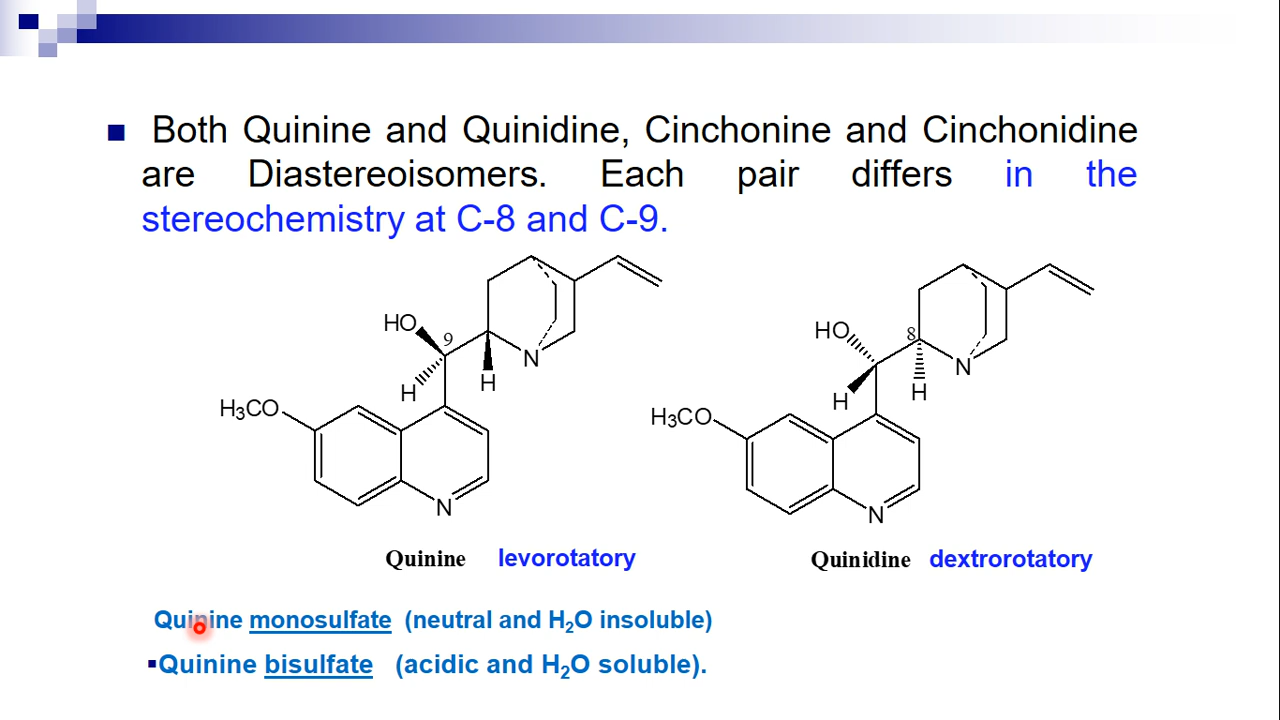 Both Quinine and Quinidine, Cinchonine and Cinchonidine
are Diastereoisomers. Each pair differs in the
stereochemistry at C-8 and C-9.
HO
9
H
H
N
H₃CO
N
HO
8
H
H
N
H₃CO
N
Quinine levorotatory
Quinidine dextrorotatory
Quinine monosulfate (neutral and H₂O insoluble)
▪Quinine bisulfate (acidic and H₂O soluble).